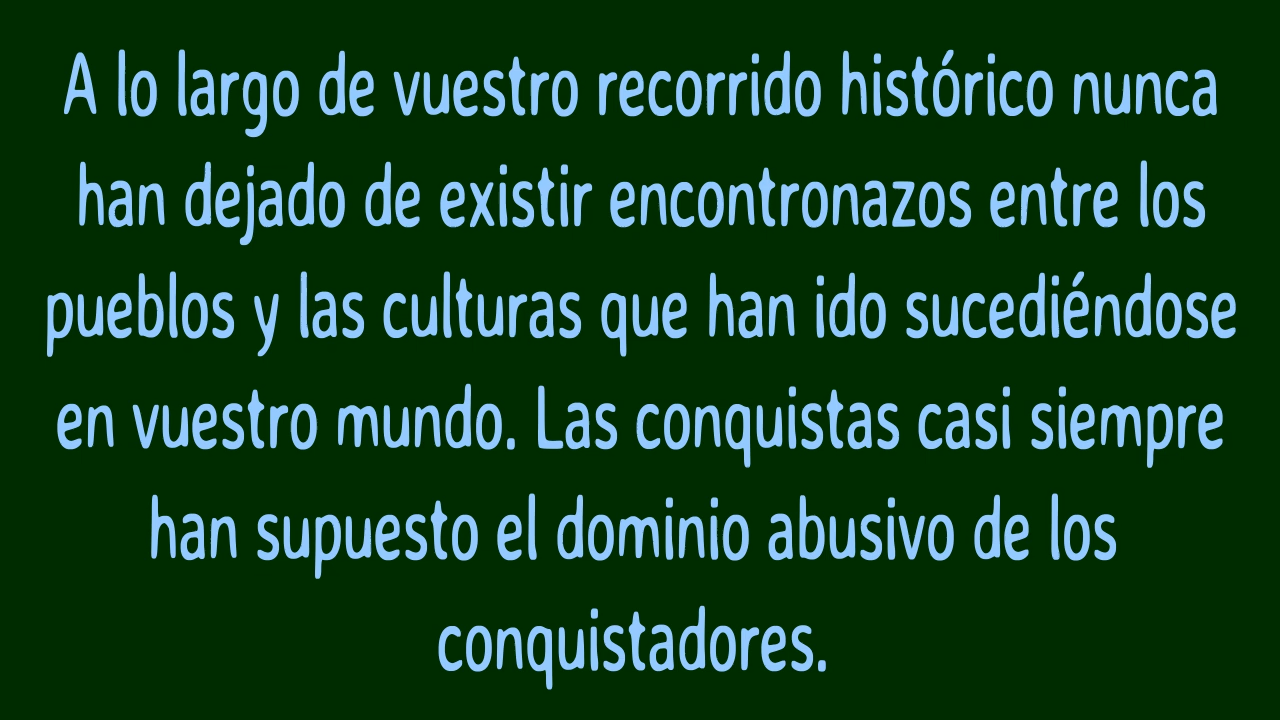 A lo largo de vuestro recorrido histórico nunca
han dejado de existir encontronazos entre los
pueblos y las culturas que han ido sucediéndose
en vuestro mundo. Las conquistas casi siempre
han supuesto el dominio abusivo de los
conquistadores.